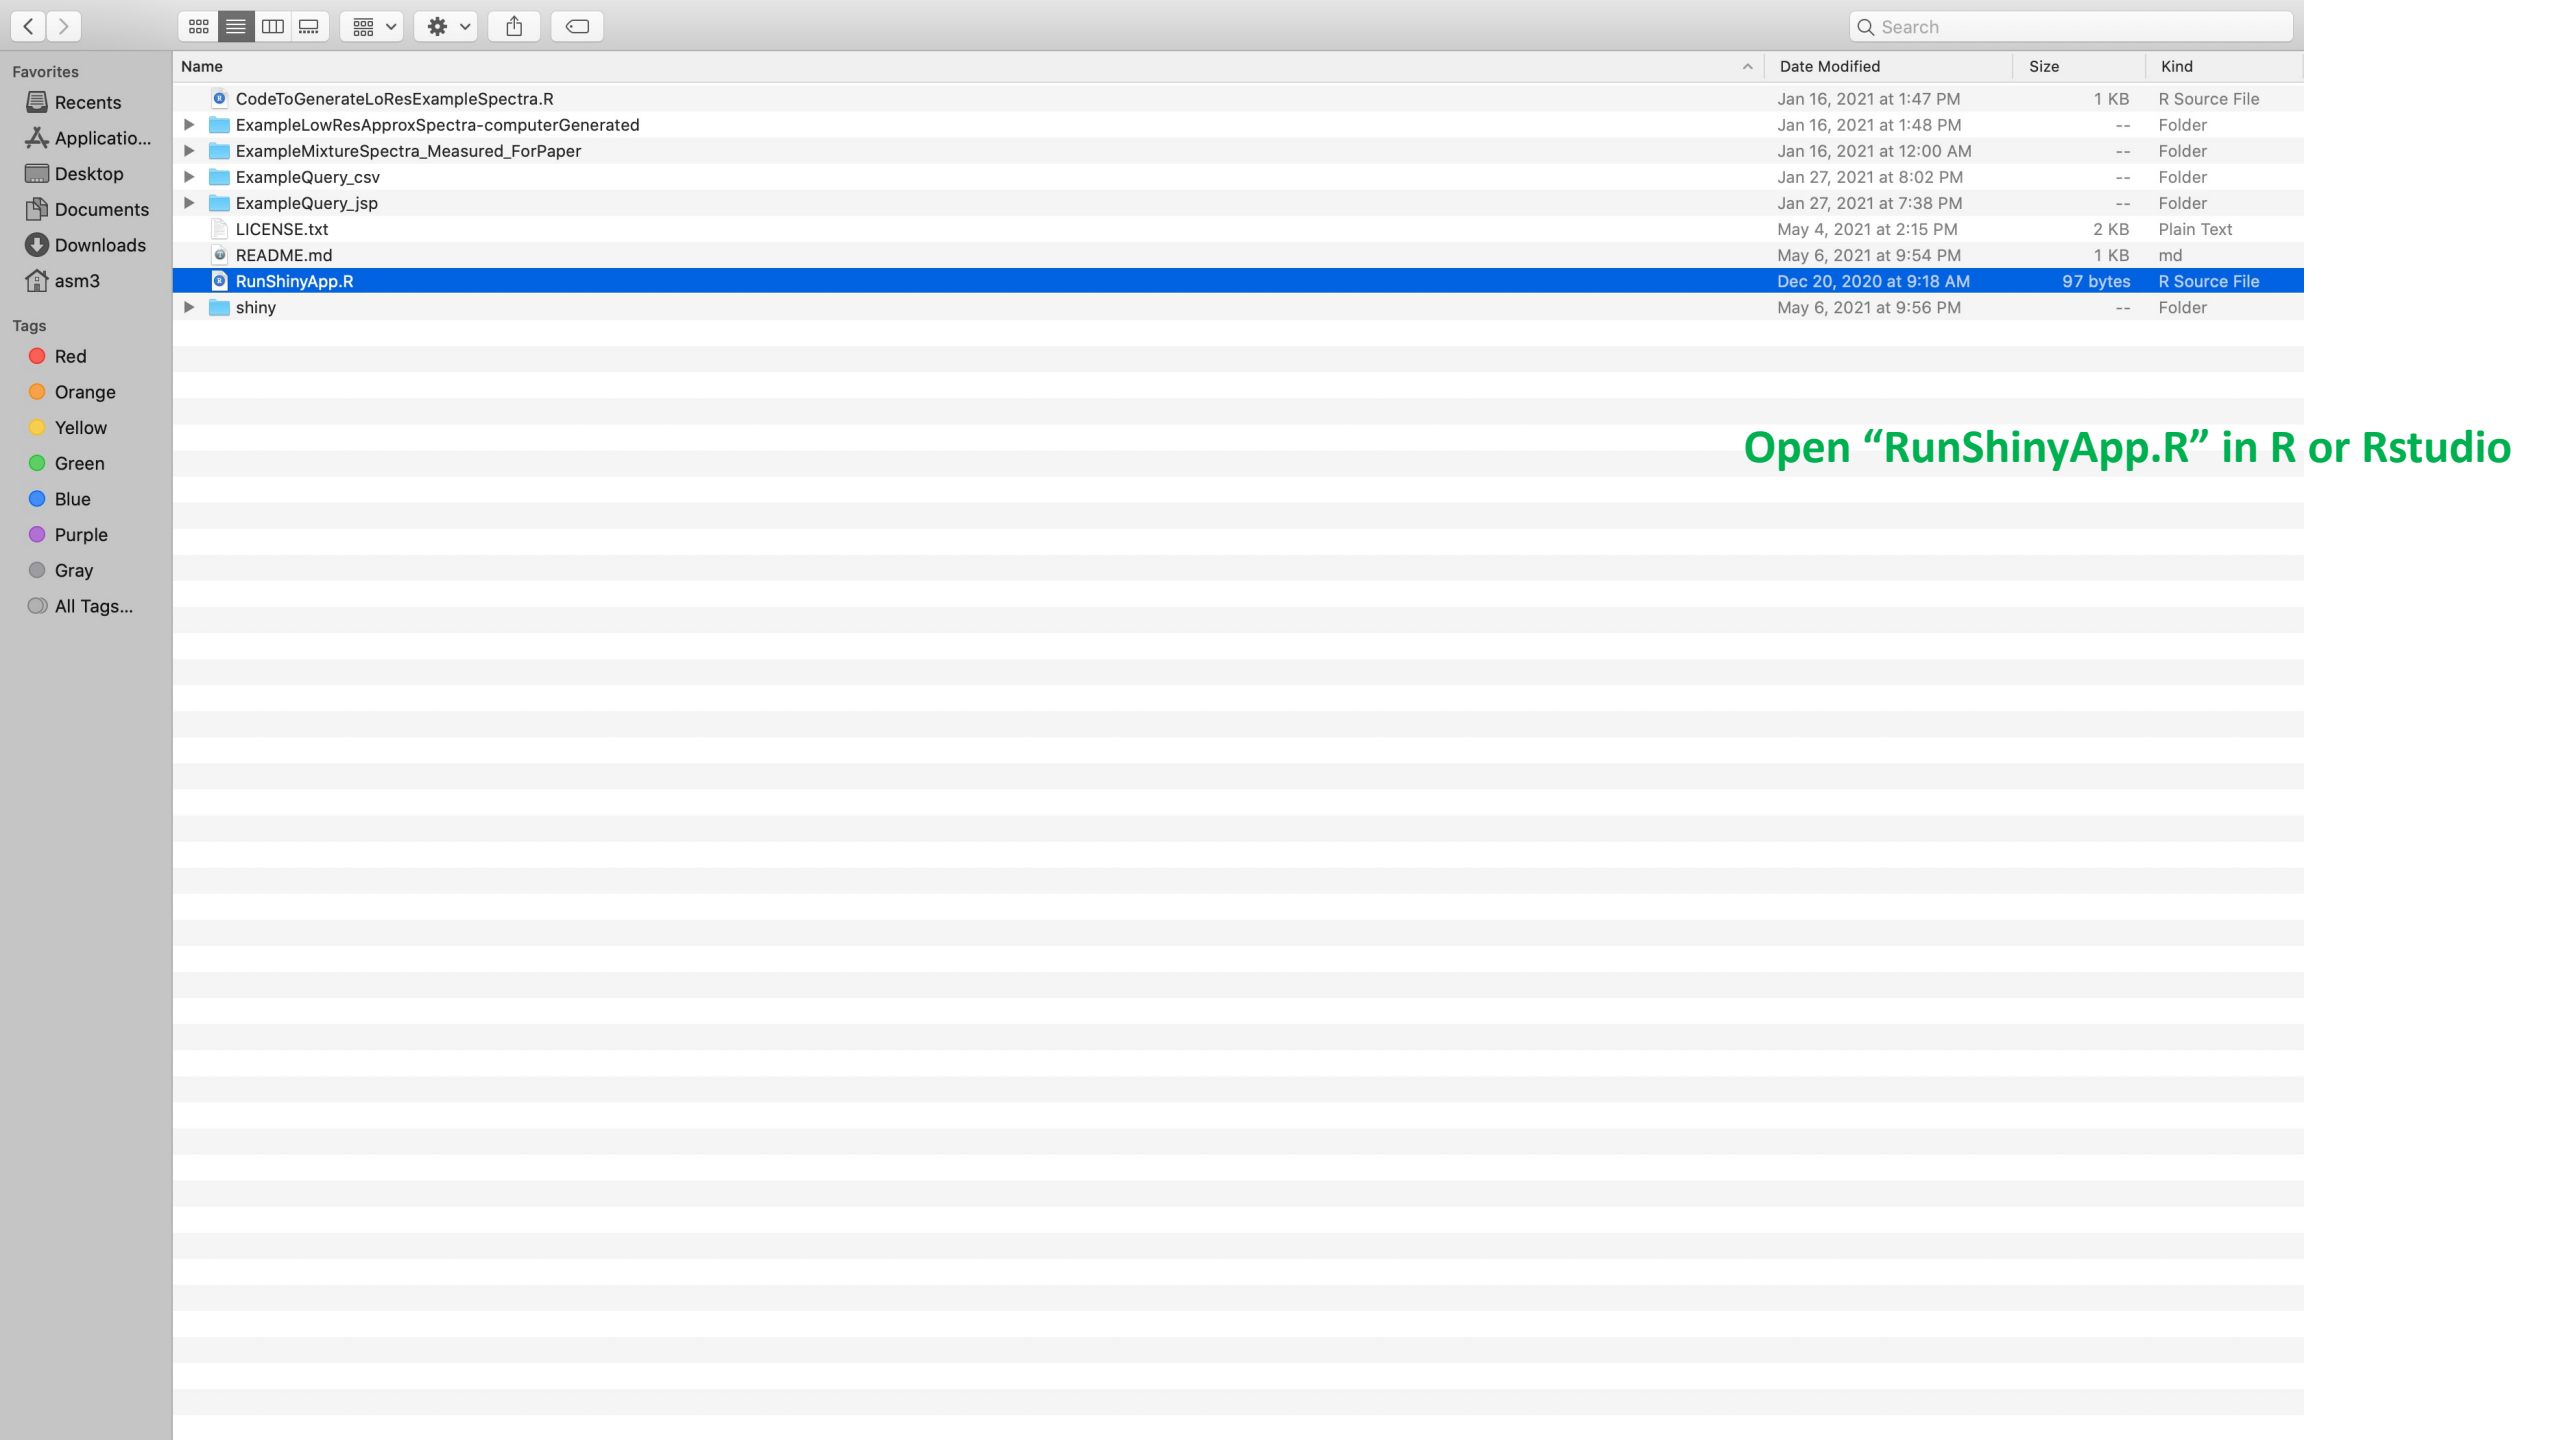 Search
Favorites
Recents
Applicatio...
Desktop
Documents
Downloads
asm3
Tags
Red
Orange
Yellow
Green
Blue
Purple
Gray
All Tags...
Name Date Modified Size Kind
CodeToGenerateLoResExampleSpectra.R Jan 16, 2021 at 1:47 PM 1 KB R Source File
ExampleLowResApproxSpectra-computerGenerated Jan 16, 2021 at 1:48 PM -- Folder
ExampleMixtureSpectra_Measured_ForPaper Jan 16, 2021 at 12:00 AM -- Folder
ExampleQuery_csv Jan 27, 2021 at 8:02 PM -- Folder
ExampleQuery_jsp Jan 27, 2021 at 7:38 PM -- Folder
LICENSE.txt May 4, 2021 at 2:15 PM 2 KB Plain Text
README.md May 6, 2021 at 9:54 PM 1 KB md
RunShinyApp.R Dec 20, 2020 at 9:18 AM 97 bytes R Source File
shiny May 6, 2021 at 9:56 PM -- Folder
Open “RunShinyApp.R” in R or Rstudio